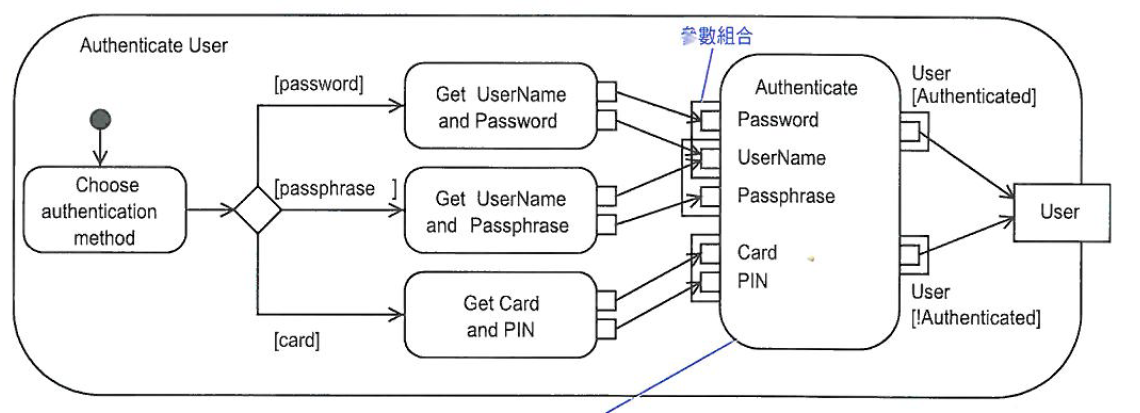 Authenticate User
參數組合
[password]
Get UserName
and Password
Choose
authentication
method
[passphrase ]
Get UserName
and Passphrase
[card]
Get Card
and PIN
Authenticate
Password
UserName
Passphrase
Card
PIN
User
[Authenticated]
User
User
[!Authenticated]